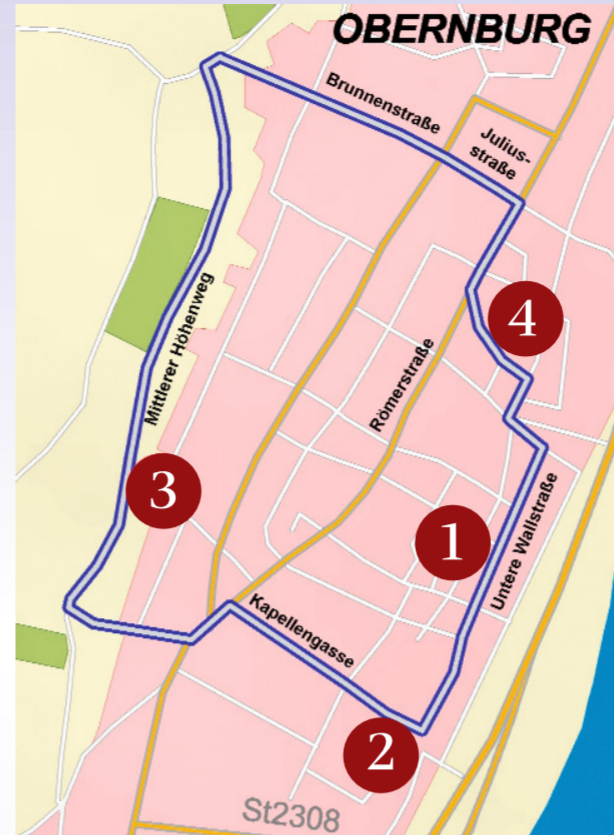 OBERNBURG
Brunnenstraße
Julius-
straße
4
Mittlerer Höhenweg
Römerstraße
3
1
Untere Wallstraße
Kapellengasse
2
St2308